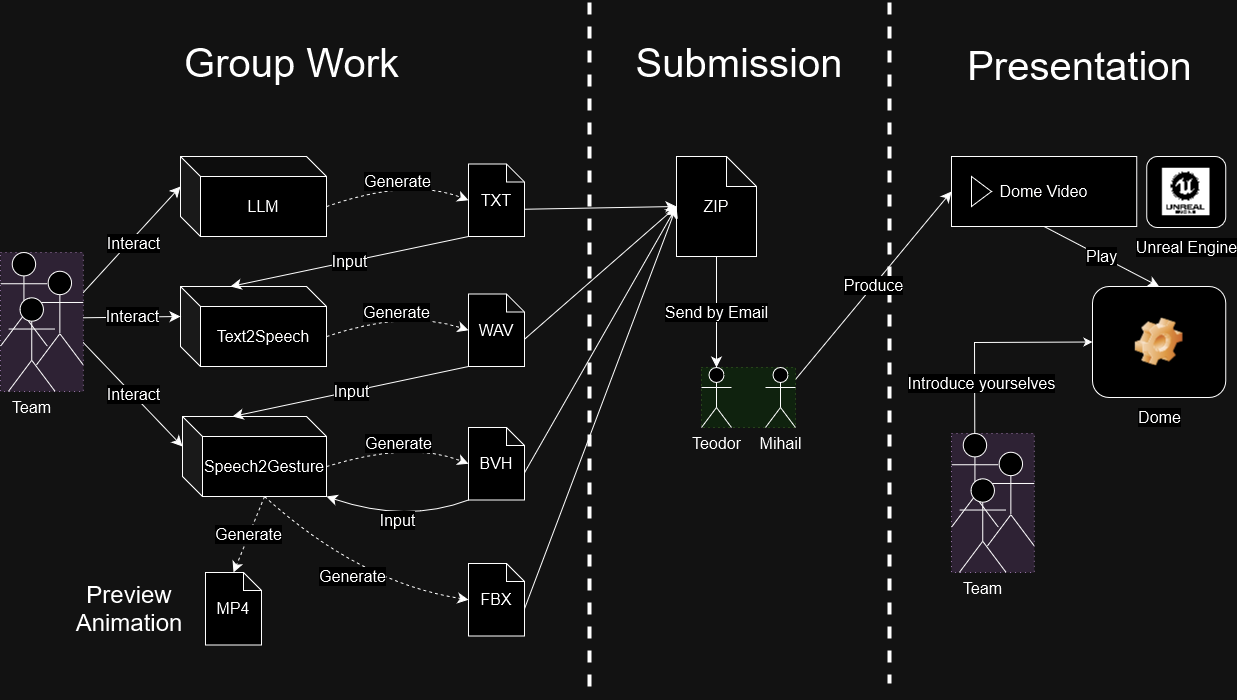 Group Work
Submission
Presentation
LLM
Generate
TXT
Interact
Input
Team
Interact
Text2Speech
Generate
WAV
Input
Interact
Speech2Gesture
Generate
BVH
Input
Generate
Generate
FBX
Preview
Animation
MP4
ZIP
Send by Email
Teodor
Mihail
Produce
Dome Video
UNREAL
Unreal Engine
Play
Introduce yourselves
Dome
Team